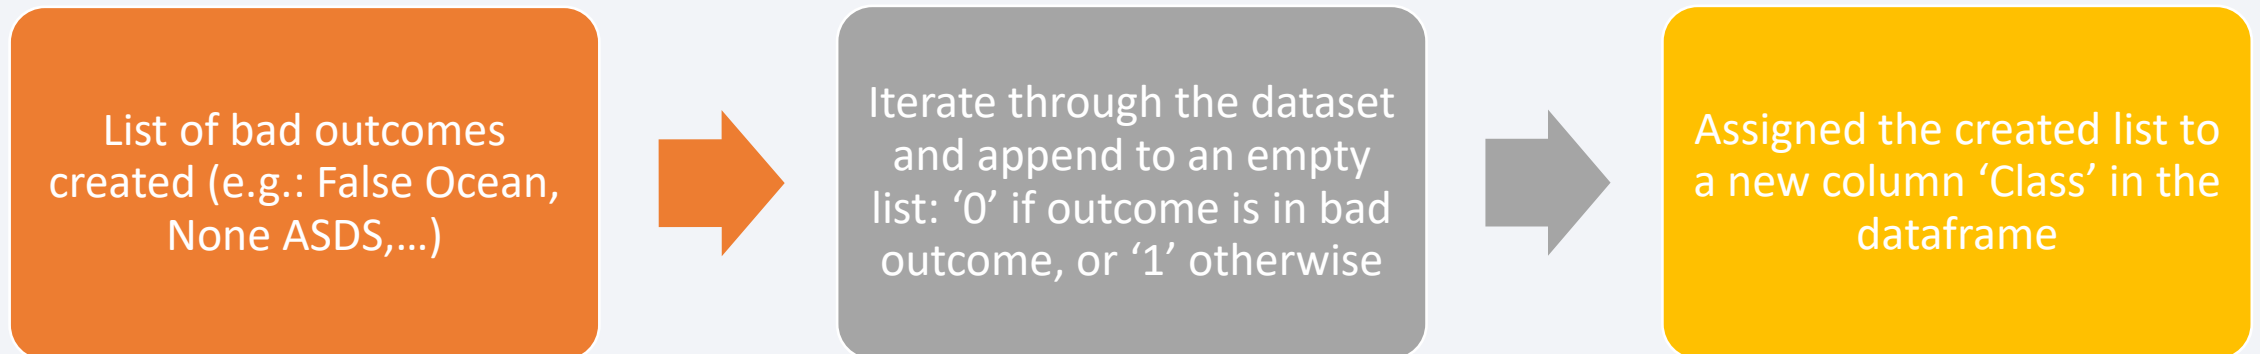 List of bad outcomes
created (e.g.: False Ocean,
None ASDS,...)
Iterate through the dataset
and append to an empty
list: ‘0’ if outcome is in bad
outcome, or ‘1’ otherwise
Assigned the created list to
a new column ‘Class’ in the
dataframe